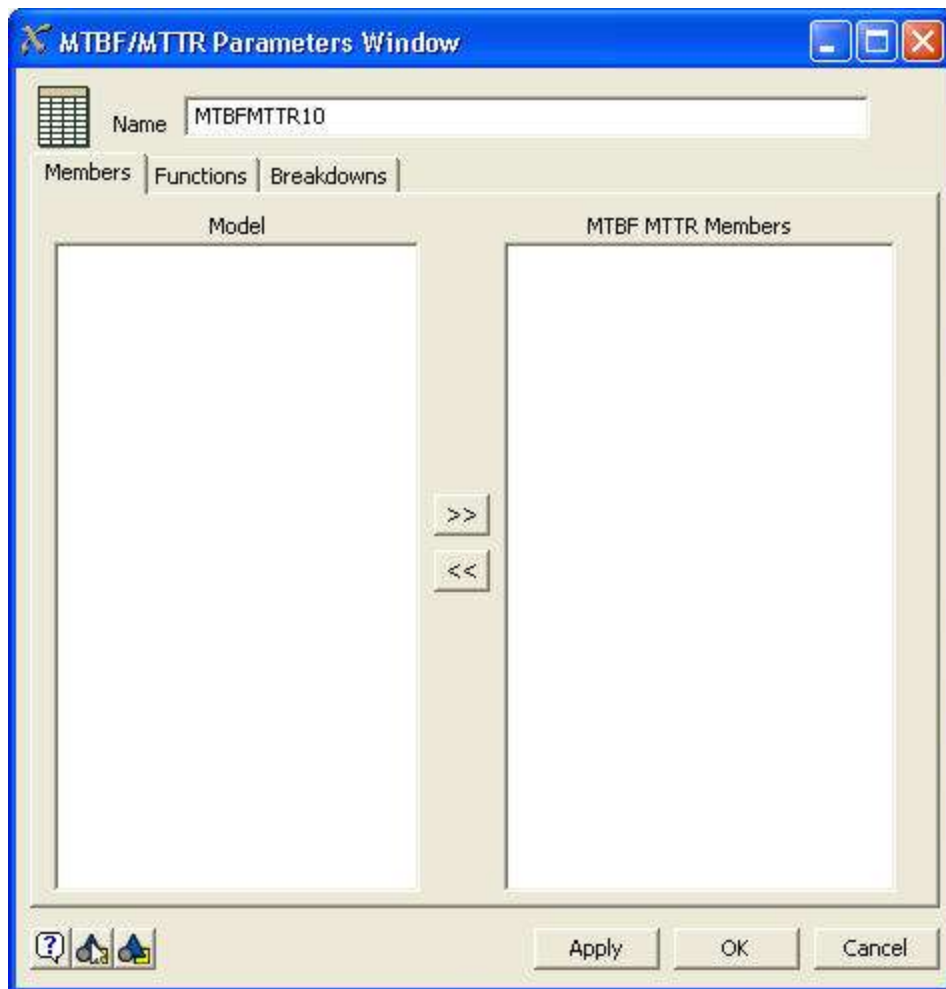 MTBF/MTTR Parameters Window
Name MTBFMTTR10
Members Functions Breakdowns
Model MTBF MTTR Members
>>
<<
? Apply OK Cancel